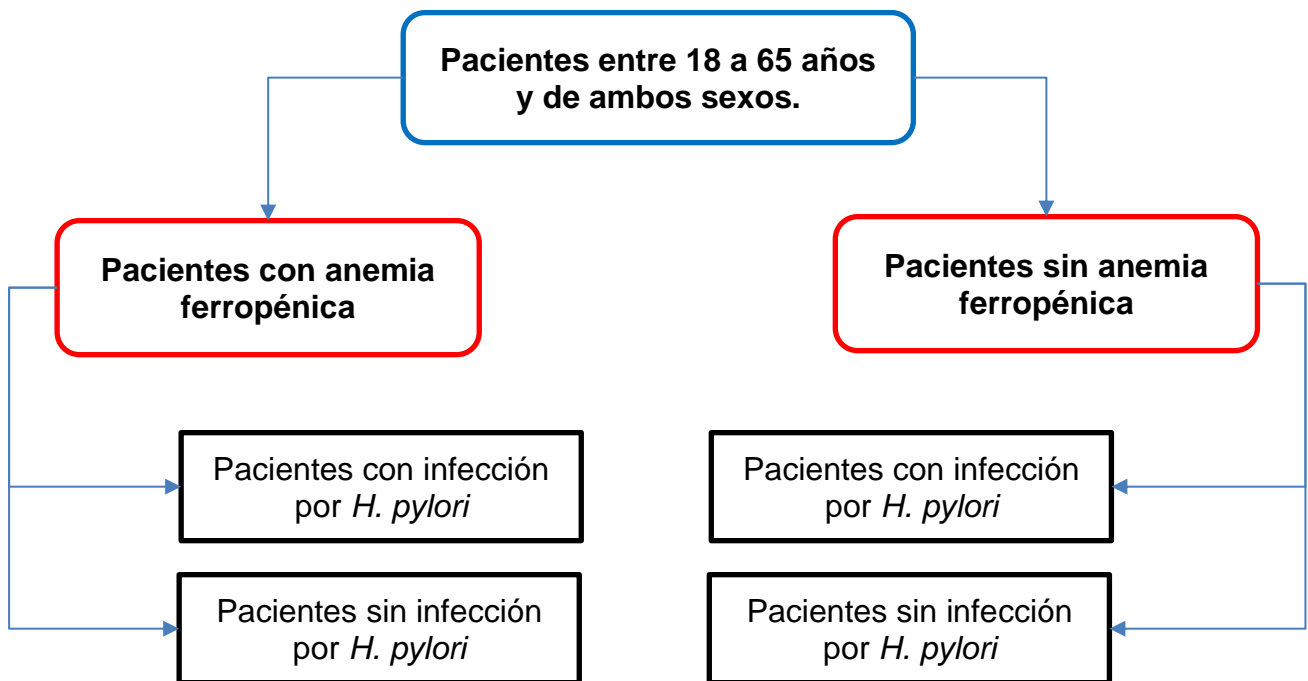 Pacientes entre 18 a 65 años
y de ambos sexos.
Pacientes con anemia
ferropénica
Pacientes sin anemia
ferropénica
Pacientes con infección
por H. pylori
Pacientes con infección
por H. pylori
Pacientes sin infección
por H. pylori
Pacientes sin infección
por H. pylori